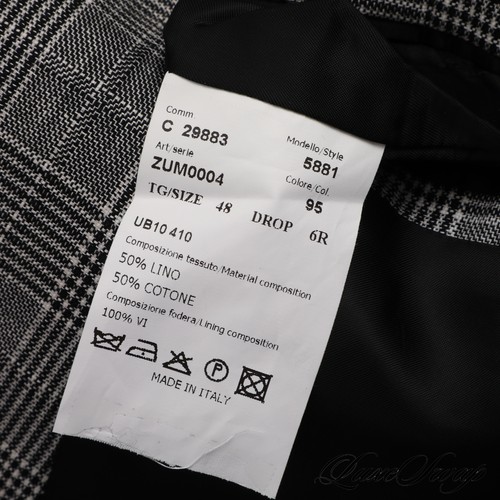 Comm
C 29883
Modello/Style
5881
Art/serie
ZUM0004
Colore/Col.
95
TG/SIZE 48 DROP 6R
UB10 410
Composizione tessuto/Material composition
50% LINO
50% COTONE
Composizione fodera/Lining composition
100% VI
P
MADE IN ITALY